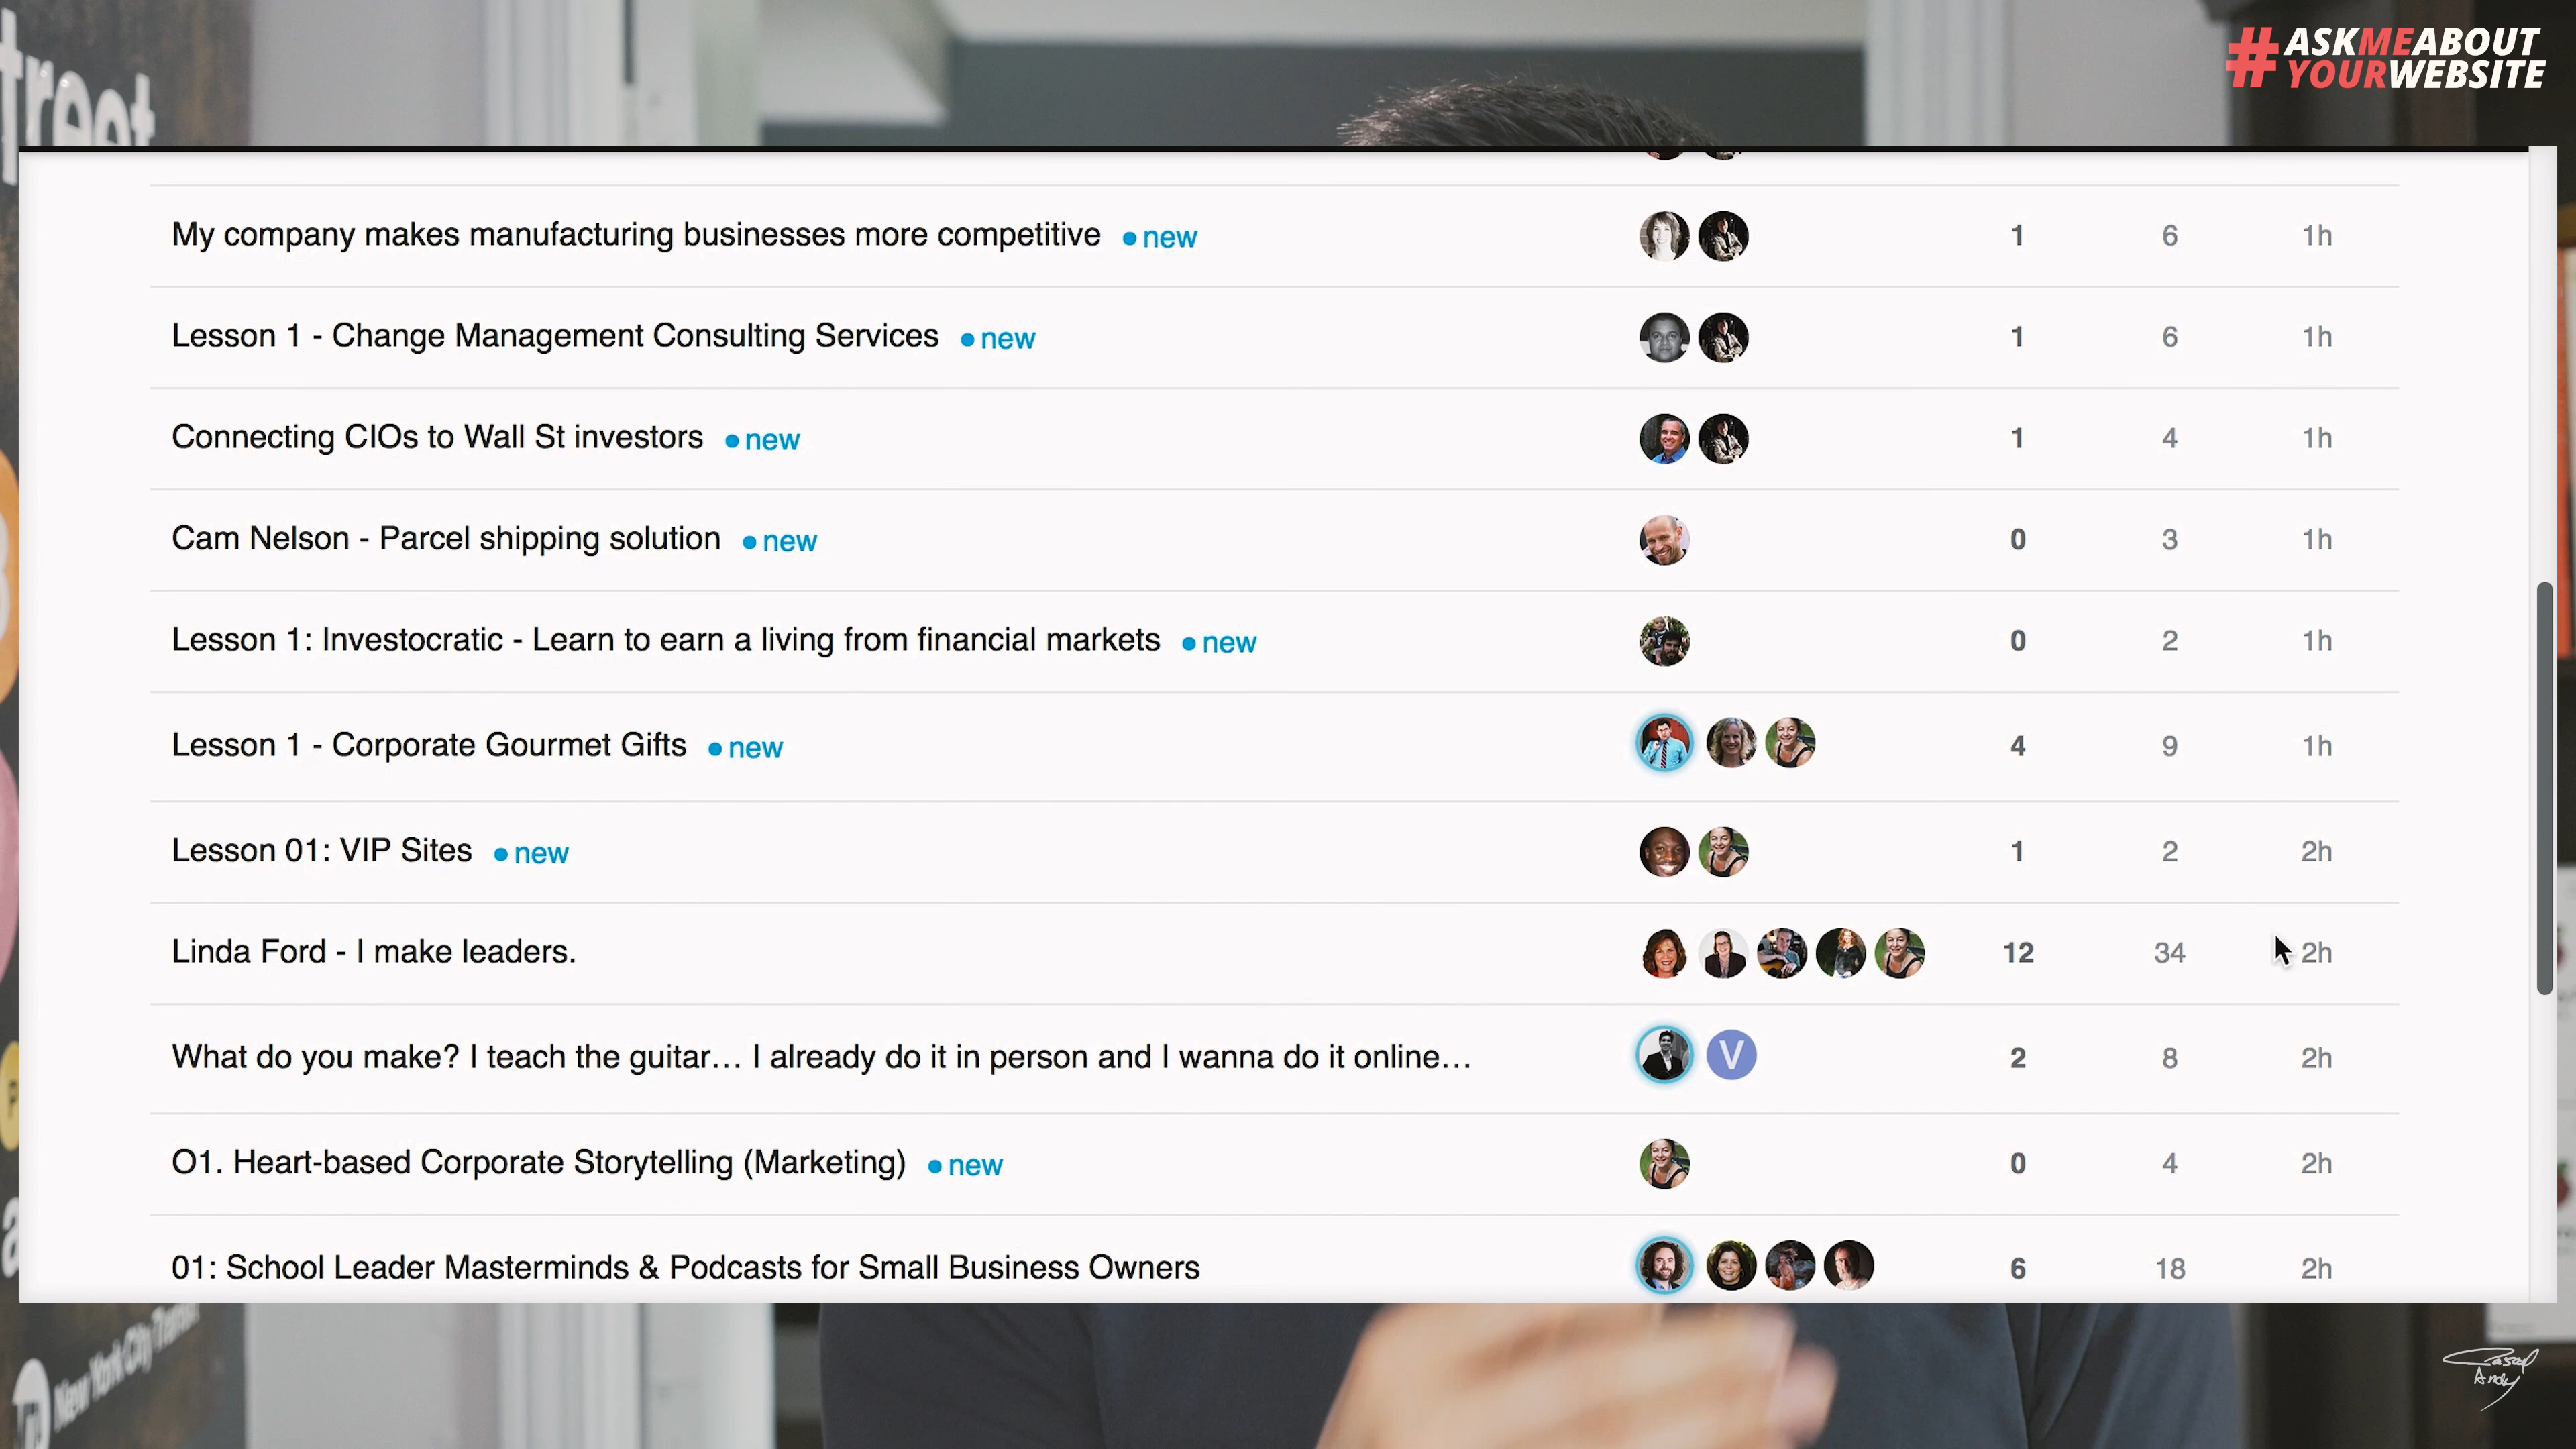 #ASKMEABOUT
YOURWEBSITE
treet
My company makes manufacturing businesses more competitive • new 1 6 1h
Lesson 1 - Change Management Consulting Services • new 1 6 1h
Connecting CIOs to Wall St investors • new 1 4 1h
Cam Nelson - Parcel shipping solution • new 0 3 1h
Lesson 1: Investocratic - Learn to earn a living from financial markets • new 0 2 1h
Lesson 1 - Corporate Gourmet Gifts • new 4 9 1h
Lesson 01: VIP Sites • new 1 2 2h
Linda Ford - I make leaders. 12 34 2h
What do you make? I teach the guitar… I already do it in person and I wanna do it online… V 2 8 2h
O1. Heart-based Corporate Storytelling (Marketing) • new 0 4 2h
01: School Leader Masterminds & Podcasts for Small Business Owners 6 18 2h
New York City Transit
Andy